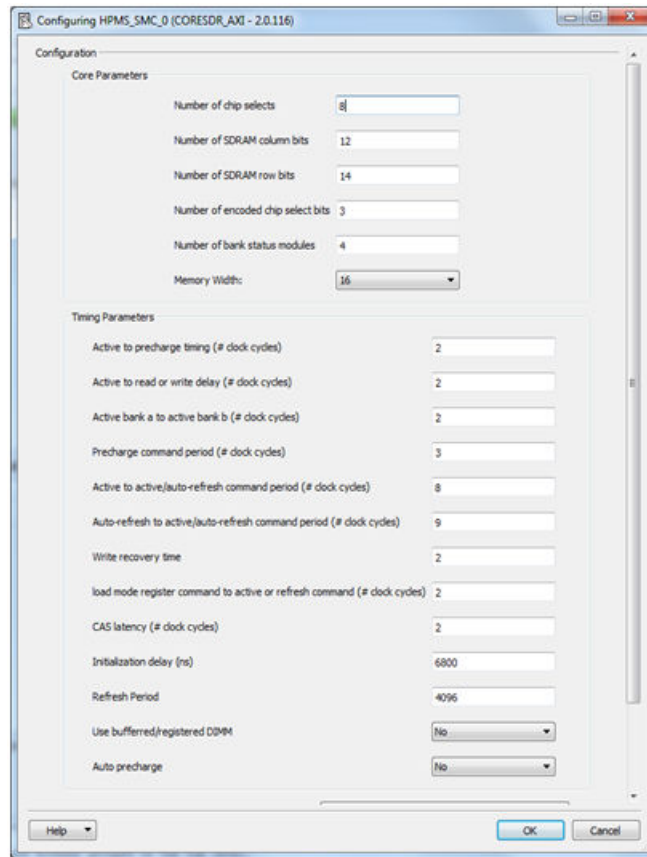 Configuring HPMS_SMC_0 (CORESDR_AXI - 2.0.116)
Configuration
Core Parameters
Number of chip selects 8
Number of SDRAM column bits 12
Number of SDRAM row bits 14
Number of encoded chip select bits 3
Number of bank status modules 4
Memory Width: 16
Timing Parameters
Active to precharge timing (# clock cycles) 2
Active to read or write delay (# clock cycles) 2
Active bank a to active bank b (# clock cycles) 2
Precharge command period (# clock cycles) 3
Active to active/auto-refresh command period (# clock cycles) 8
Auto-refresh to active/auto-refresh command period (# clock cycles) 9
Write recovery time 2
load mode register command to active or refresh command (# clock cycles) 2
CAS latency (# clock cycles) 2
Initialization delay (ns) 6800
Refresh Period 4096
Use bufferred/registered DIMM No
Auto precharge No
Help OK Cancel